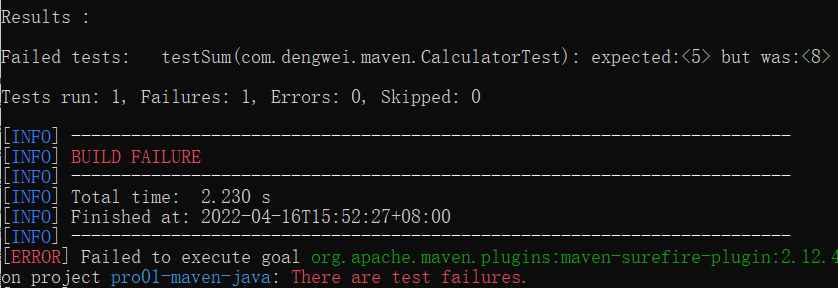 Results :
Failed tests:   testSum(com.dengwei.maven.CalculatorTest): expected:<5> but was:<8>
Tests run: 1, Failures: 1, Errors: 0, Skipped: 0
[INFO] ------------------------------------------------------------------------
[INFO] BUILD FAILURE
[INFO] ------------------------------------------------------------------------
[INFO] Total time:  2.230 s
[INFO] Finished at: 2022-04-16T15:52:27+08:00
[INFO] ------------------------------------------------------------------------
[ERROR] Failed to execute goal org.apache.maven.plugins:maven-surefire-plugin:2.12.4
on project pro01-maven-java: There are test failures.